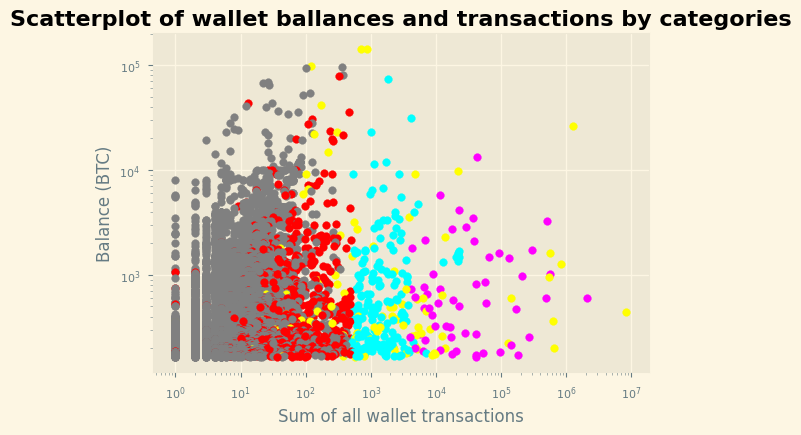 Scatterplot of wallet ballances and transactions by categories
10⁵
10⁴
10³
Balance (BTC)
10⁰ 10¹ 10² 10³ 10⁴ 10⁵ 10⁶ 10⁷
Sum of all wallet transactions